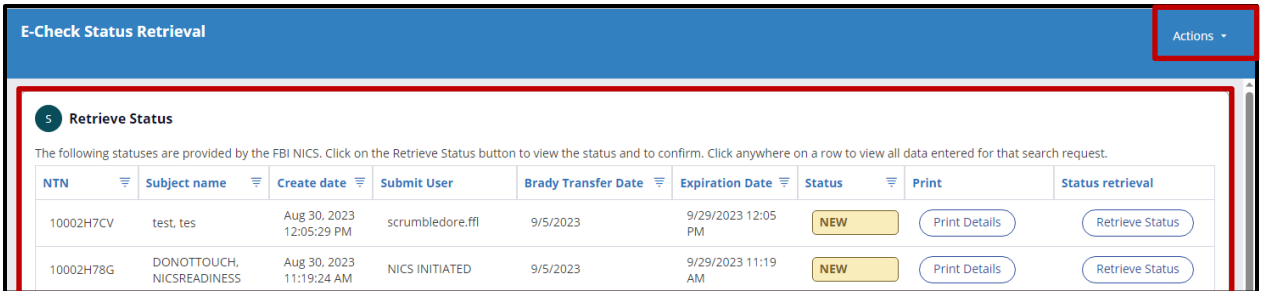 E-Check Status Retrieval
Actions
S
Retrieve Status
The following statuses are provided by the FBI NICS. Click on the Retrieve Status button to view the status and to confirm. Click anywhere on a row to view all data entered for that search request.
NTN Subject name Create date Submit User Brady Transfer Date Expiration Date Status Print Status retrieval
10002H7CV test, tes Aug 30, 2023 12:05:29 PM scrumbledore.ffl 9/5/2023 9/29/2023 12:05 PM NEW Print Details Retrieve Status
10002H78G DONOTTOUCH, NICSREADINESS Aug 30, 2023 11:19:24 AM NICS INITIATED 9/5/2023 9/29/2023 11:19 AM NEW Print Details Retrieve Status